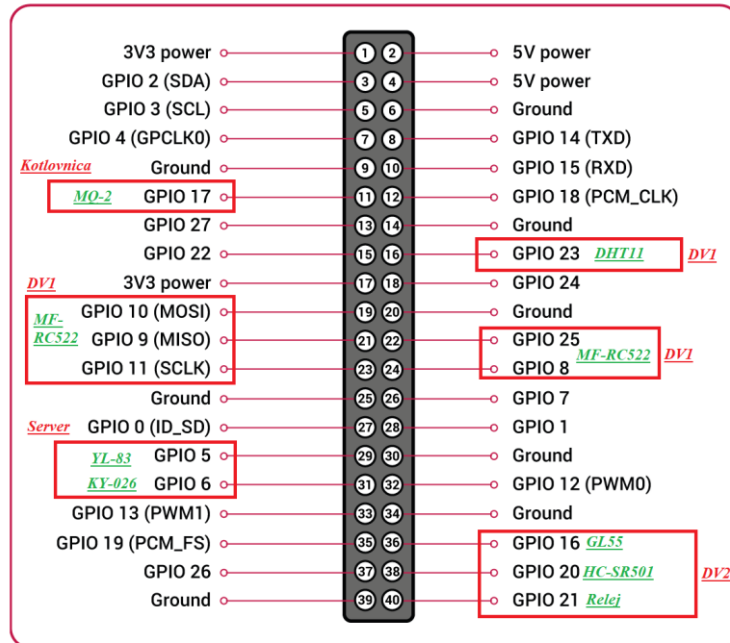 3V3 power 1 2 5V power
GPIO 2 (SDA) 3 4 5V power
GPIO 3 (SCL) 5 6 Ground
GPIO 4 (GPCLK0) 7 8 GPIO 14 (TXD)
Kotlovnica Ground 9 10 GPIO 15 (RXD)
MQ-2 GPIO 17 11 12 GPIO 18 (PCM_CLK)
GPIO 27 13 14 Ground
GPIO 22 15 16 GPIO 23 DHT11 DV1
DV1 3V3 power 17 18 GPIO 24
MF-
RC522
GPIO 10 (MOSI) 19 20 Ground
GPIO 9 (MISO) 21 22 GPIO 25
GPIO 11 (SCLK) 23 24 GPIO 8 MF-RC522 DV1
Ground 25 26 GPIO 7
Server GPIO 0 (ID_SD) 27 28 GPIO 1
YL-83 GPIO 5 29 30 Ground
KY-026 GPIO 6 31 32 GPIO 12 (PWM0)
GPIO 13 (PWM1) 33 34 Ground
GPIO 19 (PCM_FS) 35 36 GPIO 16 GL55
GPIO 26 37 38 GPIO 20 HC-SR501 DV2
Ground 39 40 GPIO 21 Relej